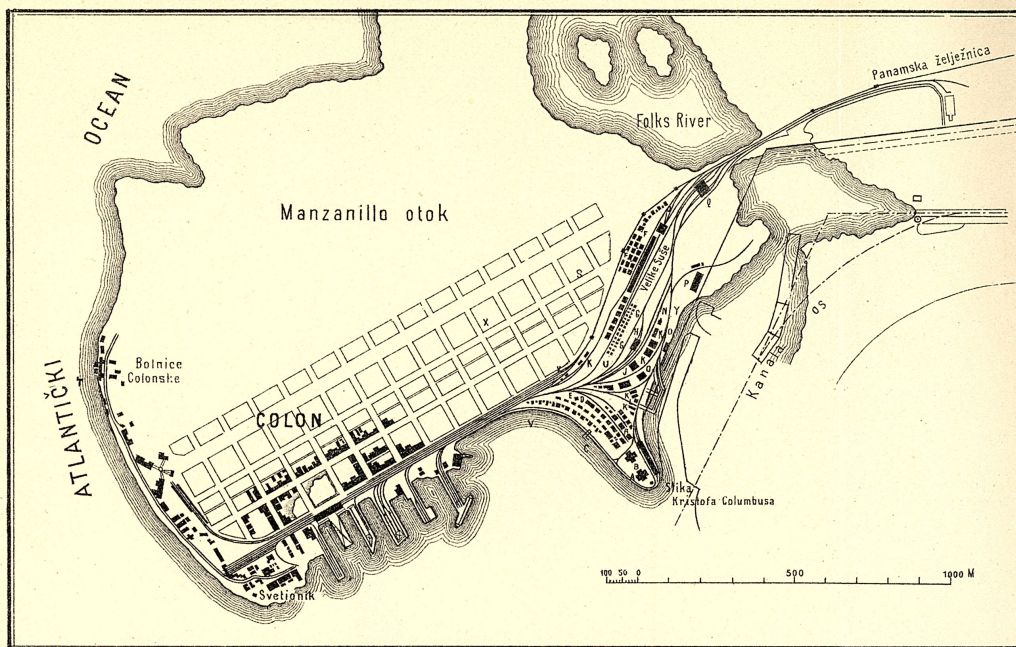 OCEAN
Panamska željeznica
Folks River
Manzanillo otok
Velike Suše
Kanala os
Bolnice
Colonske
COLON
ATLANTIČKI
Slika
Kristofa Columbusa
100 50 0 500 1000 M
Svetionik